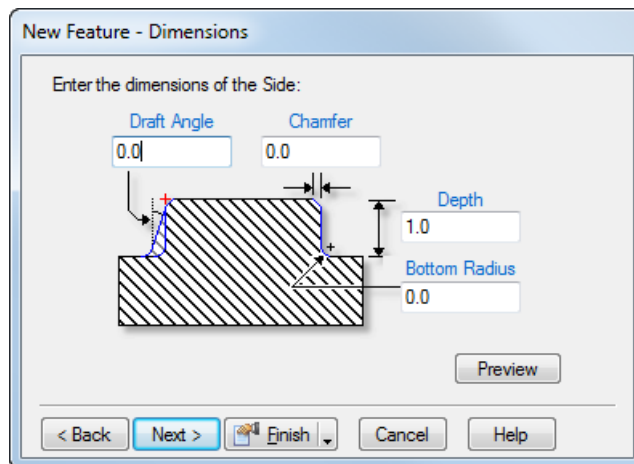 New Feature - Dimensions
Enter the dimensions of the Side:
Draft Angle
Chamfer
0.0
0.0
Depth
1.0
Bottom Radius
0.0
Preview
< Back
Next >
Finish
Cancel
Help